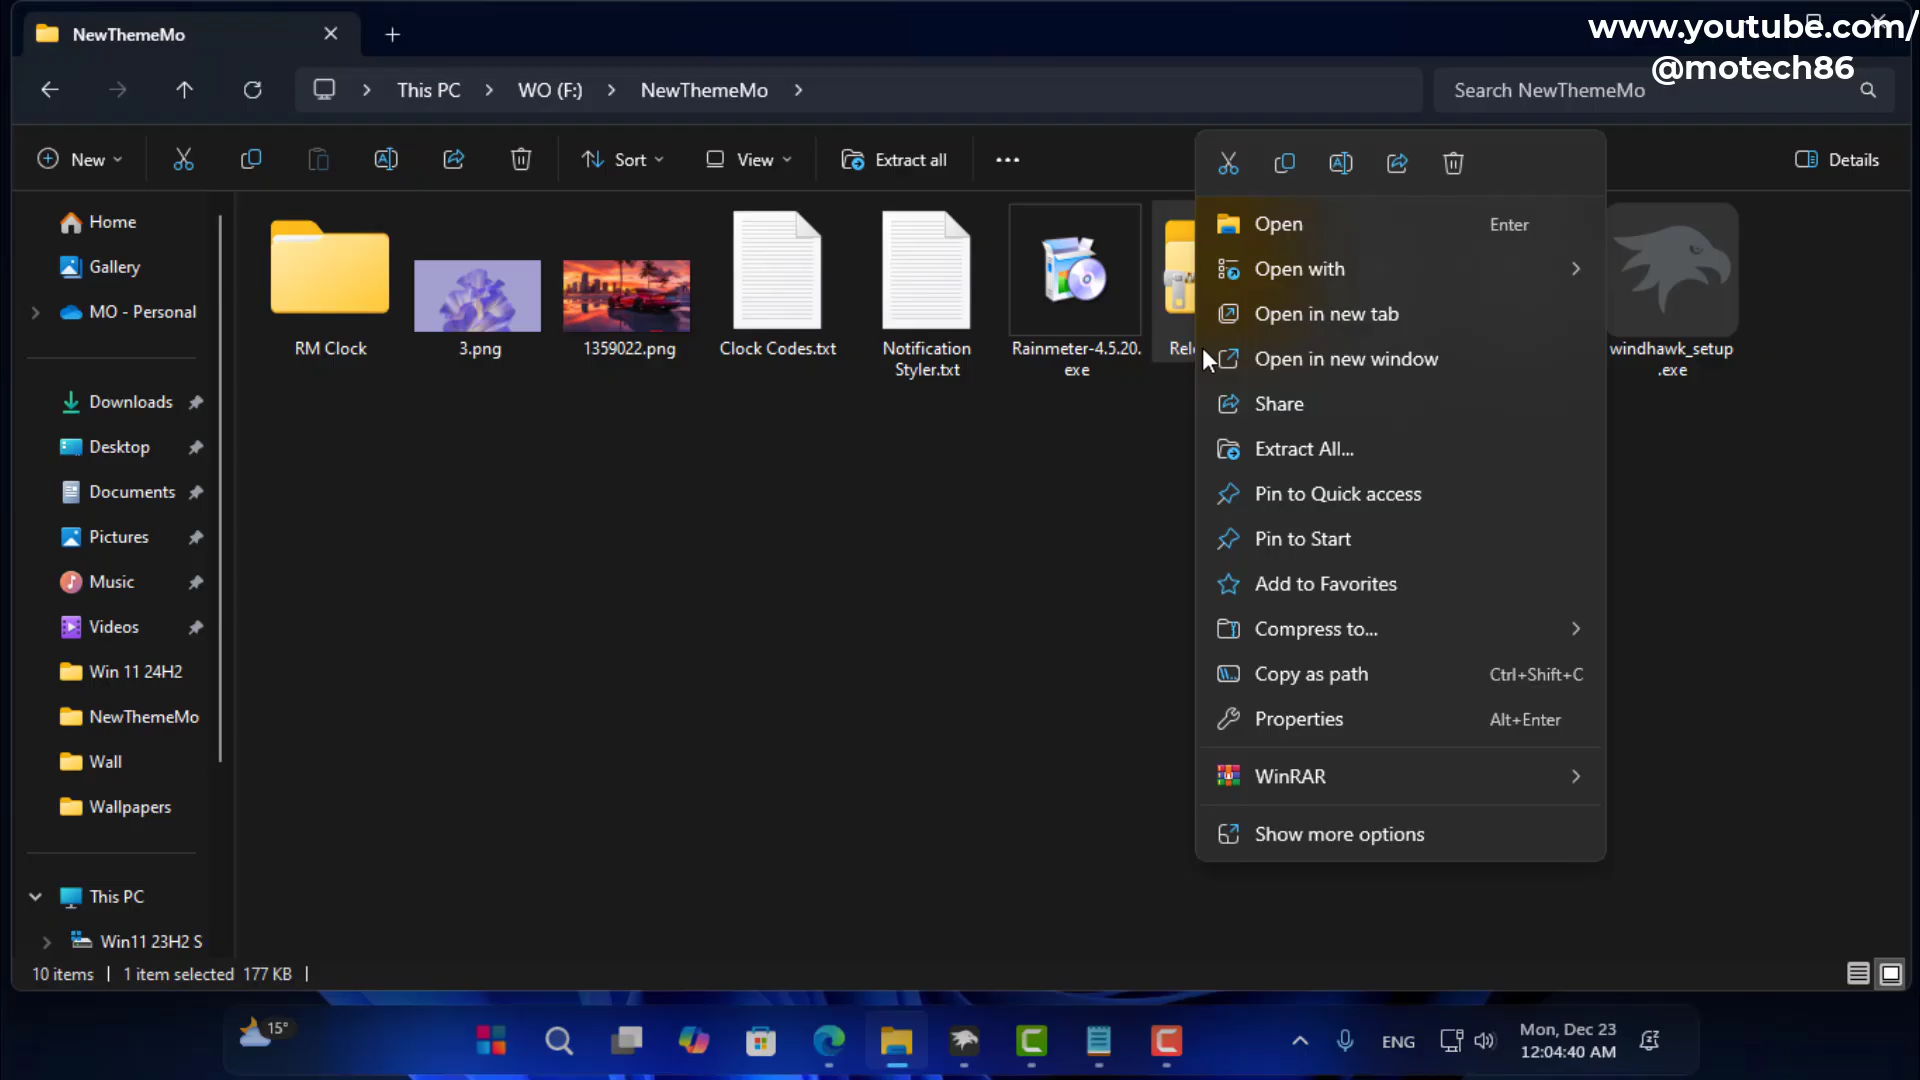 NewThemeMo
www.youtube.com/
@motech86
This PC
WO (F:)
NewThemeMo
Search NewThemeMo
New
Sort
View
Extract all
Details
Home
Gallery
MO - Personal
Downloads
Desktop
Documents
Pictures
Music
Videos
Win 11 24H2
NewThemeMo
Wall
Wallpapers
This PC
Win11 23H2 S
RM Clock
3.png
1359022.png
Clock Codes.txt
Notification
Styler.txt
Rainmeter-4.5.20.
exe
windhawk_setup
.exe
Open Enter
Open with
Open in new tab
Open in new window
Share
Extract All...
Pin to Quick access
Pin to Start
Add to Favorites
Compress to...
Copy as path Ctrl+Shift+C
Properties Alt+Enter
WinRAR
Show more options
10 items
1 item selected 177 KB
15°
ENG
Mon, Dec 23
12:04:40 AM